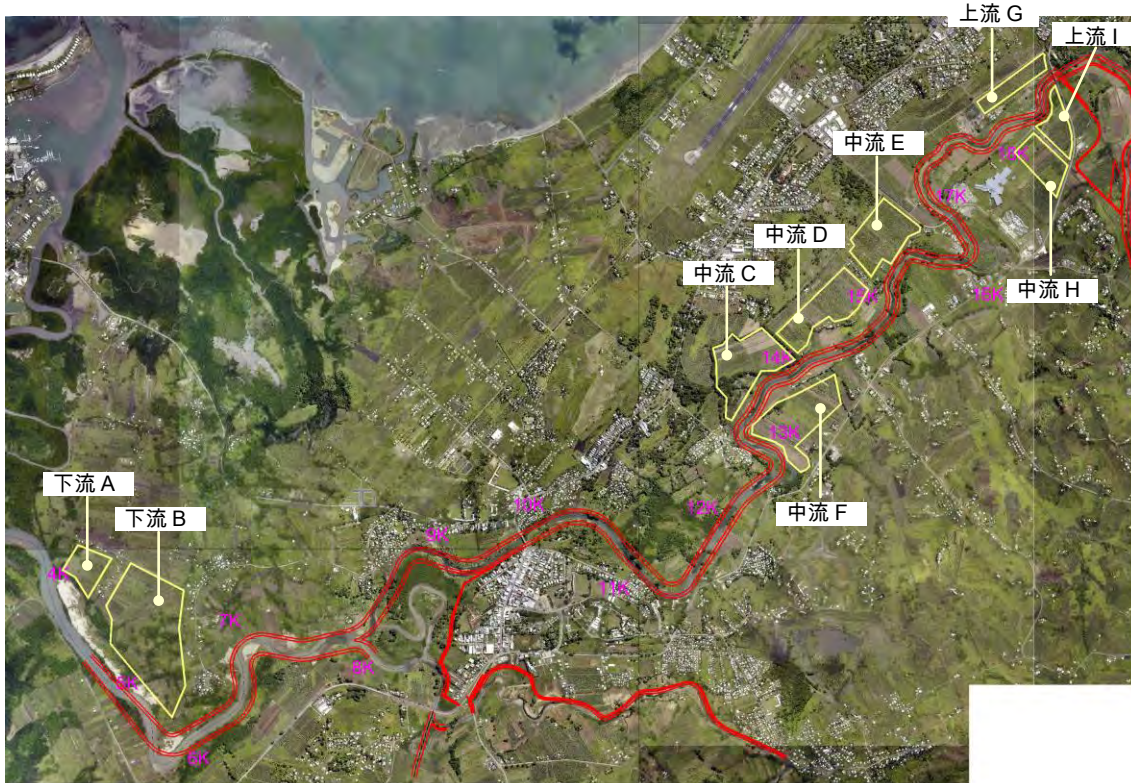 上流 G
上流 I
中流 E
18K
17K
中流 D
中流 C
15K
16K
中流 H
14K
13K
下流 A
10K
12K
中流 F
下流 B
9K
4K
11K
7K
8K
5K
6K